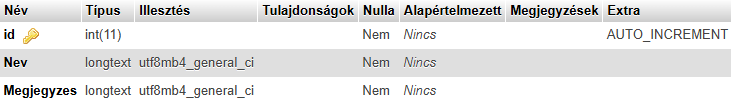 Név Típus Illesztés Tulajdonságok Nulla Alapértelmezett Megjegyzések Extra
id int(11) Nem Nincs AUTO_INCREMENT
Nev longtext utf8mb4_general_ci Nem Nincs
Megjegyzes longtext utf8mb4_general_ci Nem Nincs